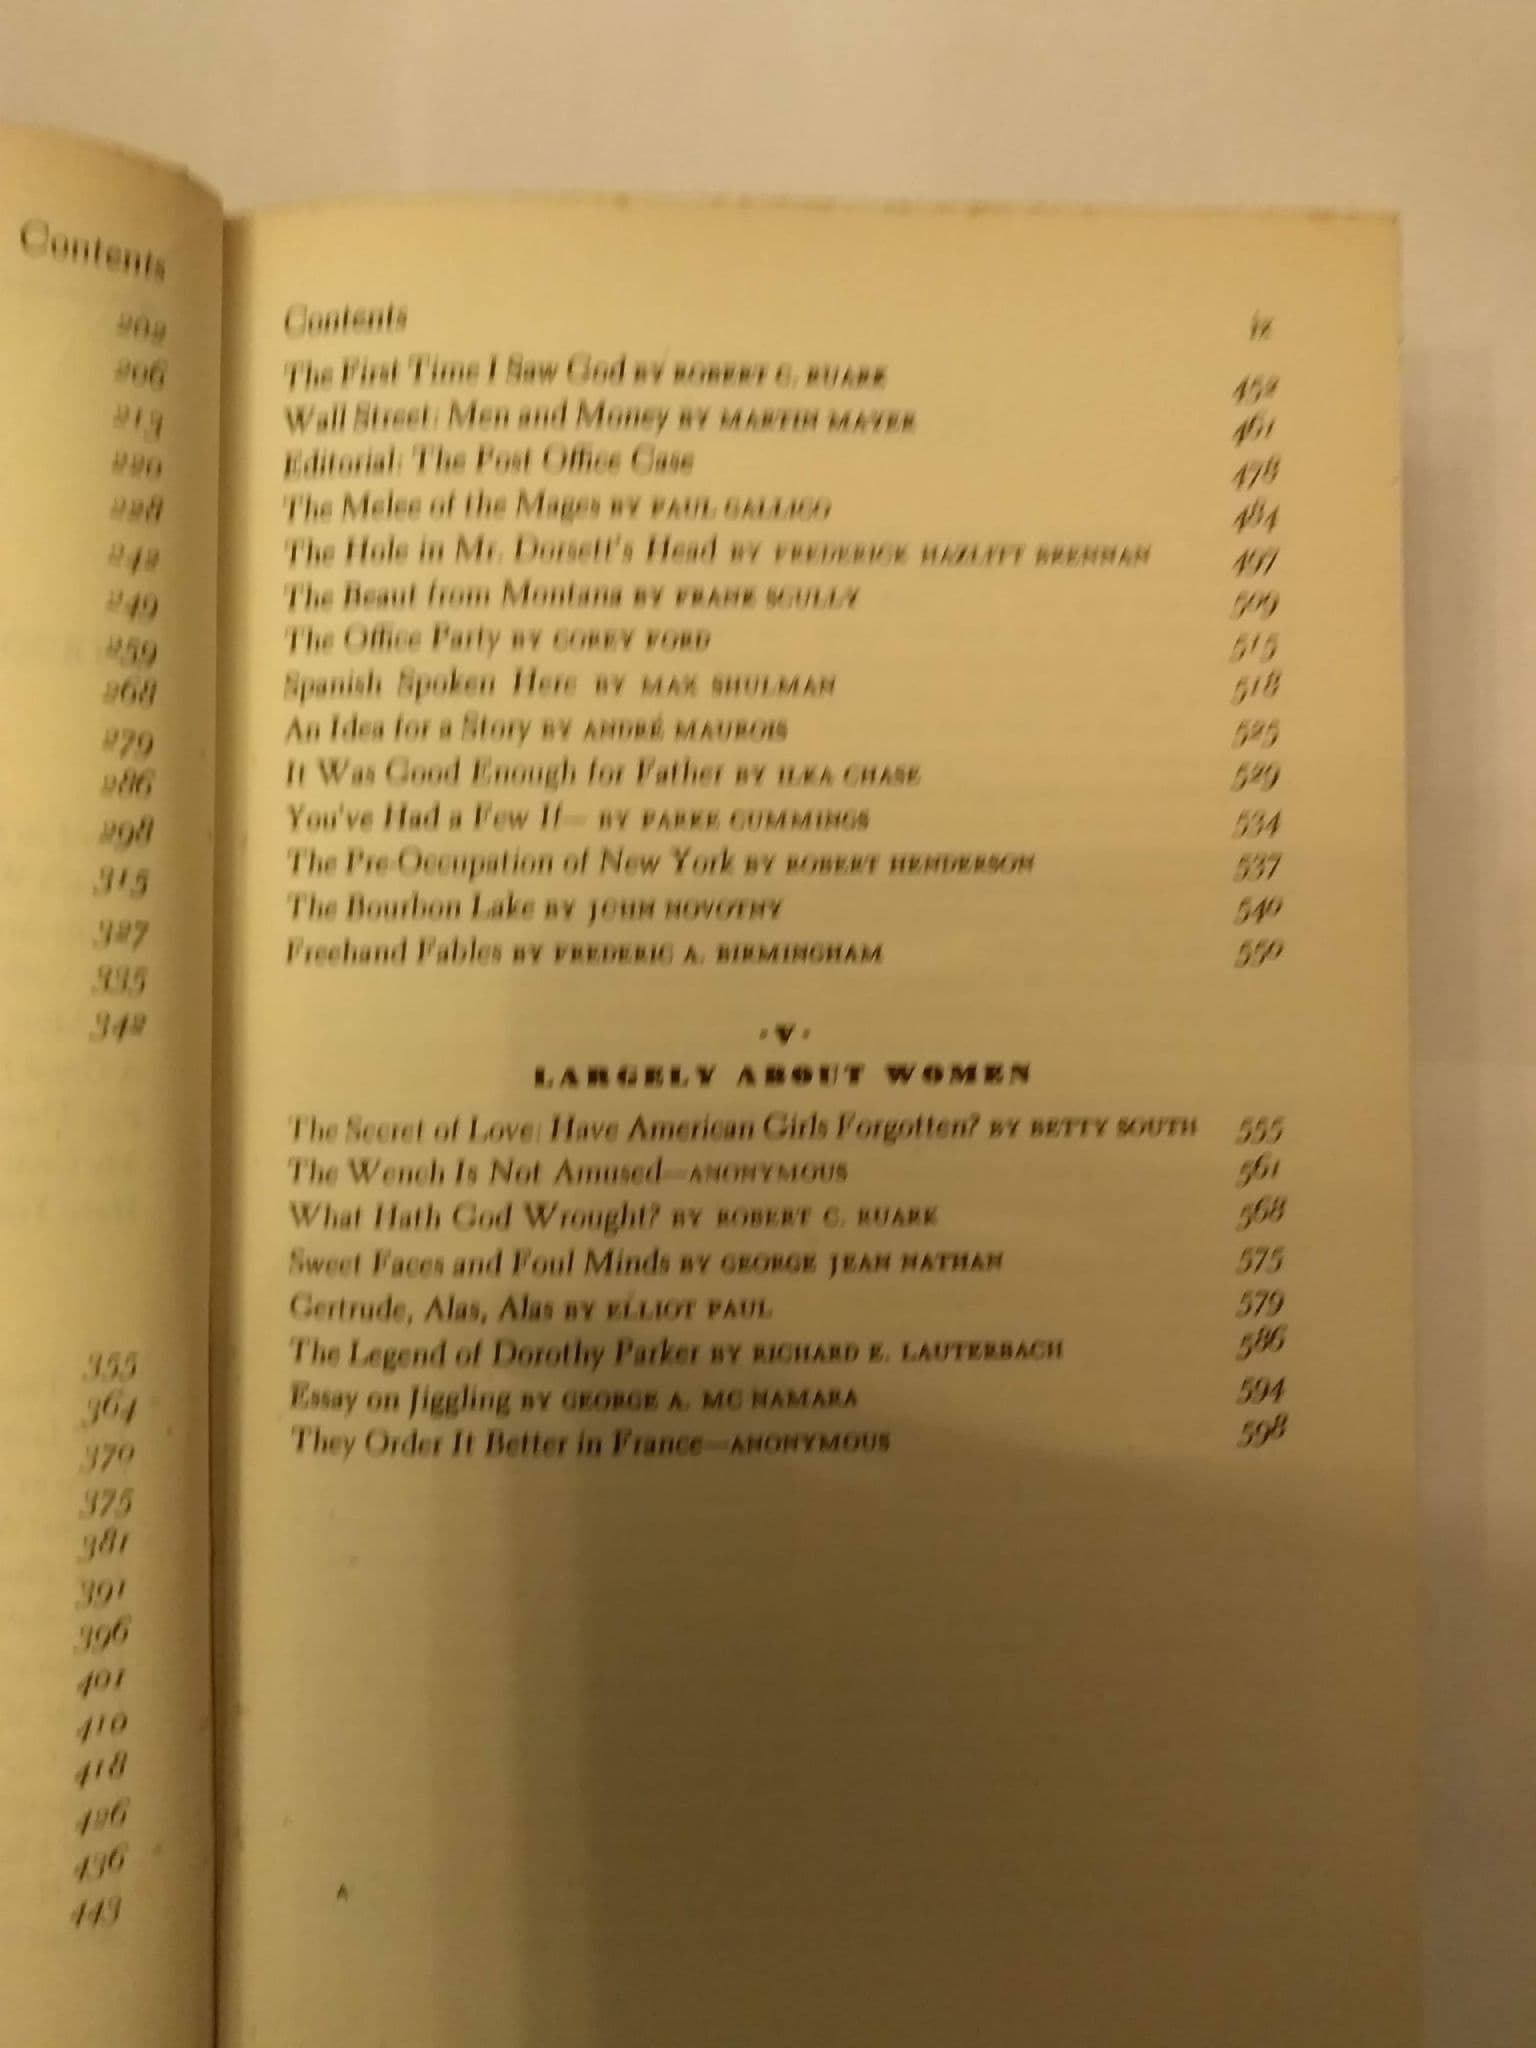 Contents
202
206
213
220
228
242
249
259
268
279
286
298
315
327
335
342
355
364
370
375
381
391
396
401
410
418
426
436
443
Contents ix
The First Time I Saw God BY ROBERT C. RUARK 452
Wall Street: Men and Money BY MARTIN MAYER 461
Editorial: The Post Office Case 478
The Melee of the Mages BY PAUL GALLICO 484
The Hole in Mr. Dorsett's Head BY FREDERICK HAZLITT BRENNAN 497
The Beaut from Montana BY FRANK SCULLY 509
The Office Party BY COREY FORD 515
Spanish Spoken Here BY MAX SHULMAN 518
An Idea for a Story BY ANDRÉ MAUROIS 525
It Was Good Enough for Father BY ILKA CHASE 529
You've Had a Few If— BY PARKE CUMMINGS 534
The Pre-Occupation of New York BY ROBERT HENDERSON 537
The Bourbon Lake BY JOHN NOVOTNY 540
Freehand Fables BY FREDERIC A. BIRMINGHAM 550
· V ·
LARGELY ABOUT WOMEN
The Secret of Love: Have American Girls Forgotten? BY BETTY SOUTH 555
The Wench Is Not Amused—ANONYMOUS 561
What Hath God Wrought? BY ROBERT C. RUARK 568
Sweet Faces and Foul Minds BY GEORGE JEAN NATHAN 575
Gertrude, Alas, Alas BY ELLIOT PAUL 579
The Legend of Dorothy Parker BY RICHARD E. LAUTERBACH 586
Essay on Jiggling BY GEORGE A. MC NAMARA 594
They Order It Better in France—ANONYMOUS 598